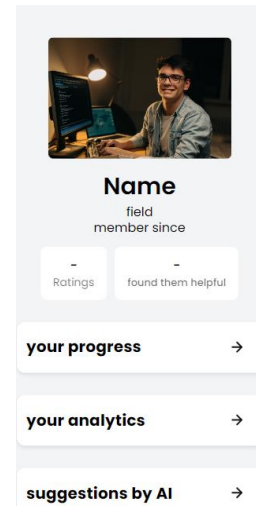 Name
field
member since
-
Ratings
-
found them helpful
your progress
your analytics
suggestions by AI